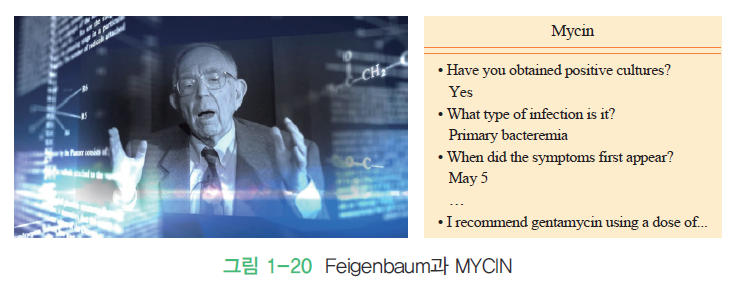 CH₂
O-C-
Mycin
• Have you obtained positive cultures?
Yes
• What type of infection is it?
Primary bacteremia
• When did the symptoms first appear?
May 5
…
• I recommend gentamycin using a dose of...
그림 1-20 Feigenbaum과 MYCIN